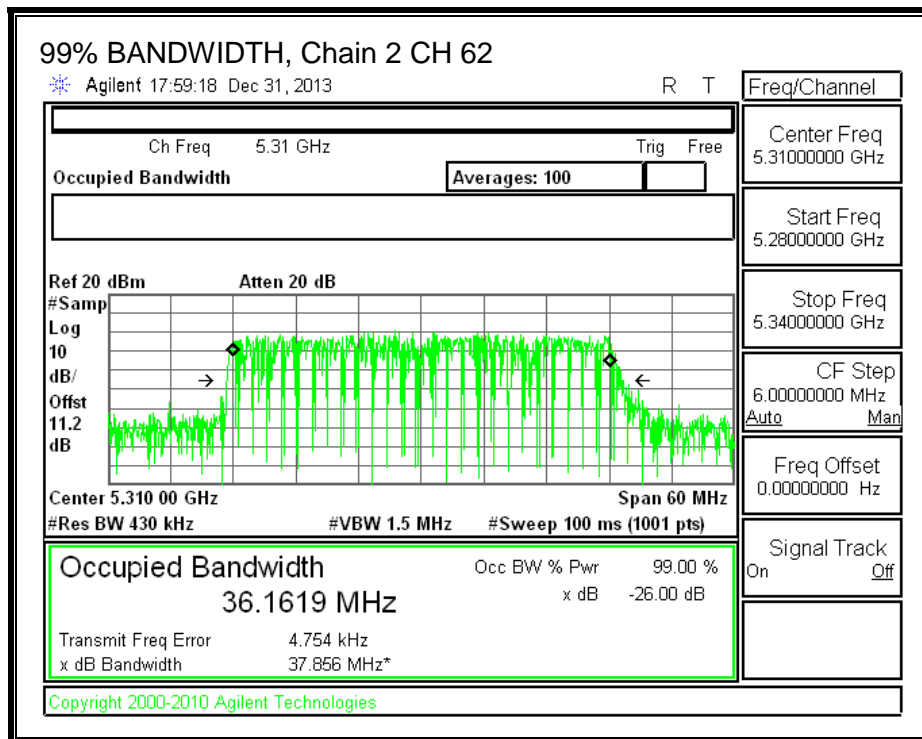 99% BANDWIDTH, Chain 2 CH 62
Agilent 17:59:18 Dec 31, 2013 R T
Freq/Channel
Ch Freq 5.31 GHz Trig Free
Occupied Bandwidth Averages: 100
Center Freq
5.31000000 GHz
Start Freq
5.28000000 GHz
Stop Freq
5.34000000 GHz
CF Step
6.00000000 MHz
Auto Man
Freq Offset
0.00000000 Hz
Signal Track
On Off
Ref 20 dBm Atten 20 dB
#Samp
Log
10
dB/
Offst
11.2
dB
Center 5.310 00 GHz Span 60 MHz
#Res BW 430 kHz #VBW 1.5 MHz #Sweep 100 ms (1001 pts)
Occupied Bandwidth Occ BW % Pwr 99.00 %
36.1619 MHz x dB -26.00 dB
Transmit Freq Error 4.754 kHz
x dB Bandwidth 37.856 MHz*
Copyright 2000-2010 Agilent Technologies